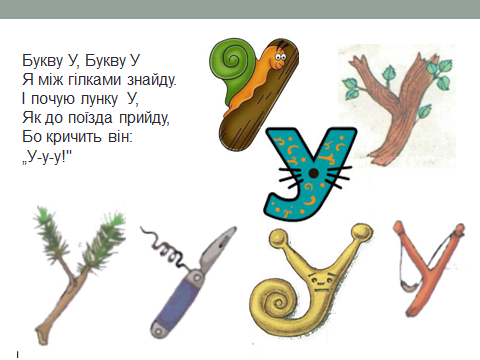 Букву У, Букву У
Я між гілками знайду.
І почую лунку У,
Як до поїзда прийду,
Бо кричить він:
„У-у-у!"